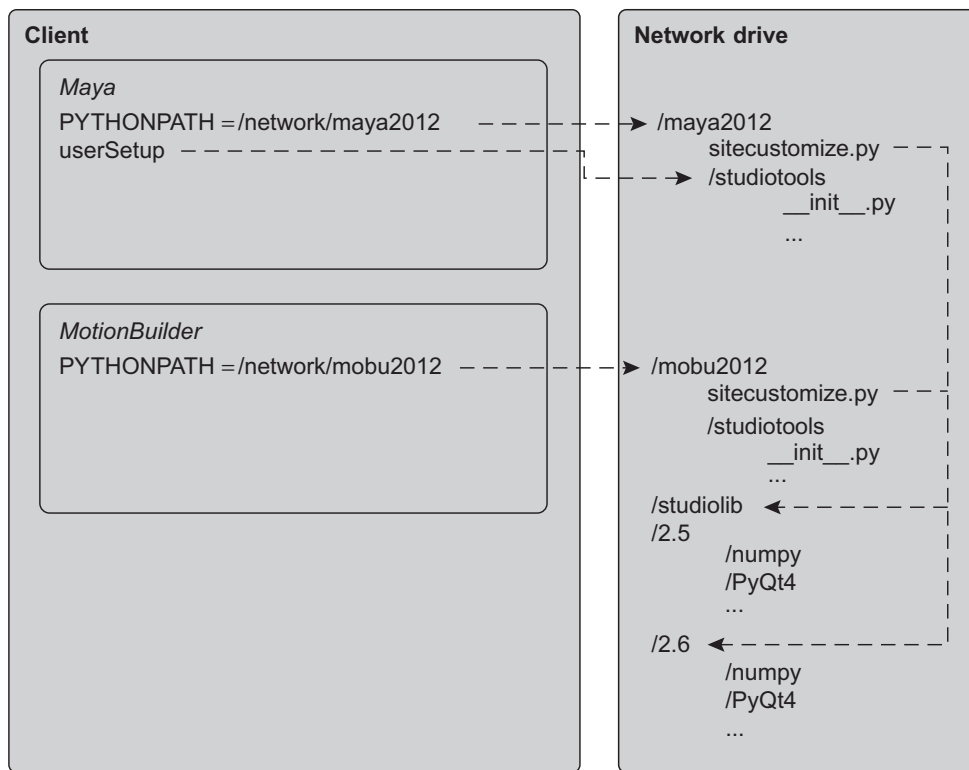 Client
Maya
PYTHONPATH = /network/maya2012
userSetup
MotionBuilder
PYTHONPATH = /network/mobu2012
Network drive
/maya2012
sitecustomize.py
/studiotools
__init__.py
...
/mobu2012
sitecustomize.py
/studiotools
__init__.py
...
/studiolib
/2.5
/numpy
/PyQt4
...
/2.6
/numpy
/PyQt4
...